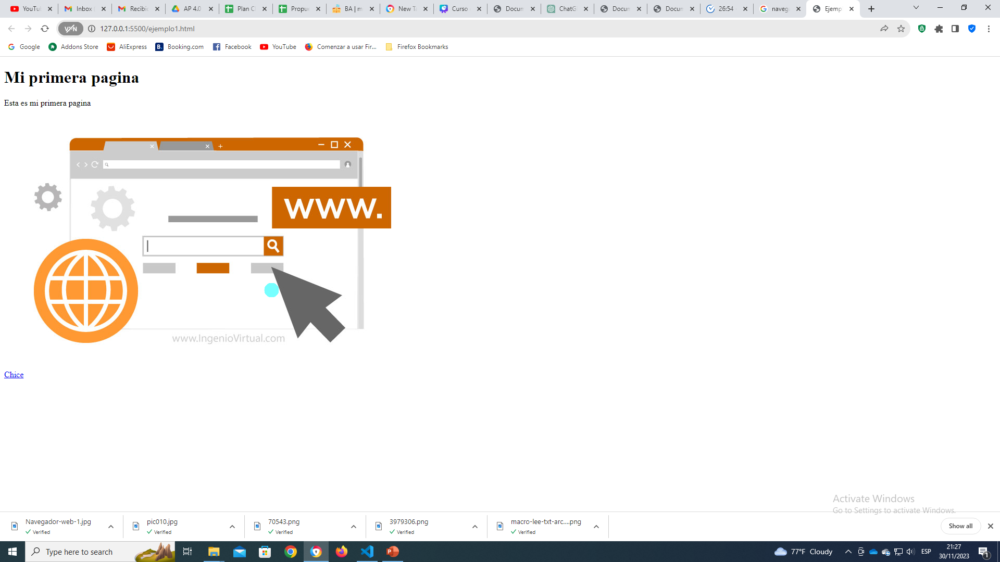 YouTu
Inbox
Recibi
AP 4.0
Plan C
Propue
BA | m
New Ta
Curso
Docum
ChatG
Docum
Docum
26:54
naveg
Ejemp
VPN
127.0.0.1:5500/ejemplo1.html
Google
Addons Store
AliExpress
B.
Booking.com
Facebook
YouTube
Comenzar a usar Fir...
Firefox Bookmarks
Mi primera pagina
Esta es mi primera pagina
www.
www.IngenioVirtual.com
Chice
Activate Windows
Go to Settings to activate Windows.
Navegador-web-1.jpg
Verified
pic010.jpg
Verified
70543.png
Verified
3979306.png
Verified
macro-lee-txt-arc....png
Verified
Show all
Type here to search
77°F Cloudy
ESP
21:27
30/11/2023
1